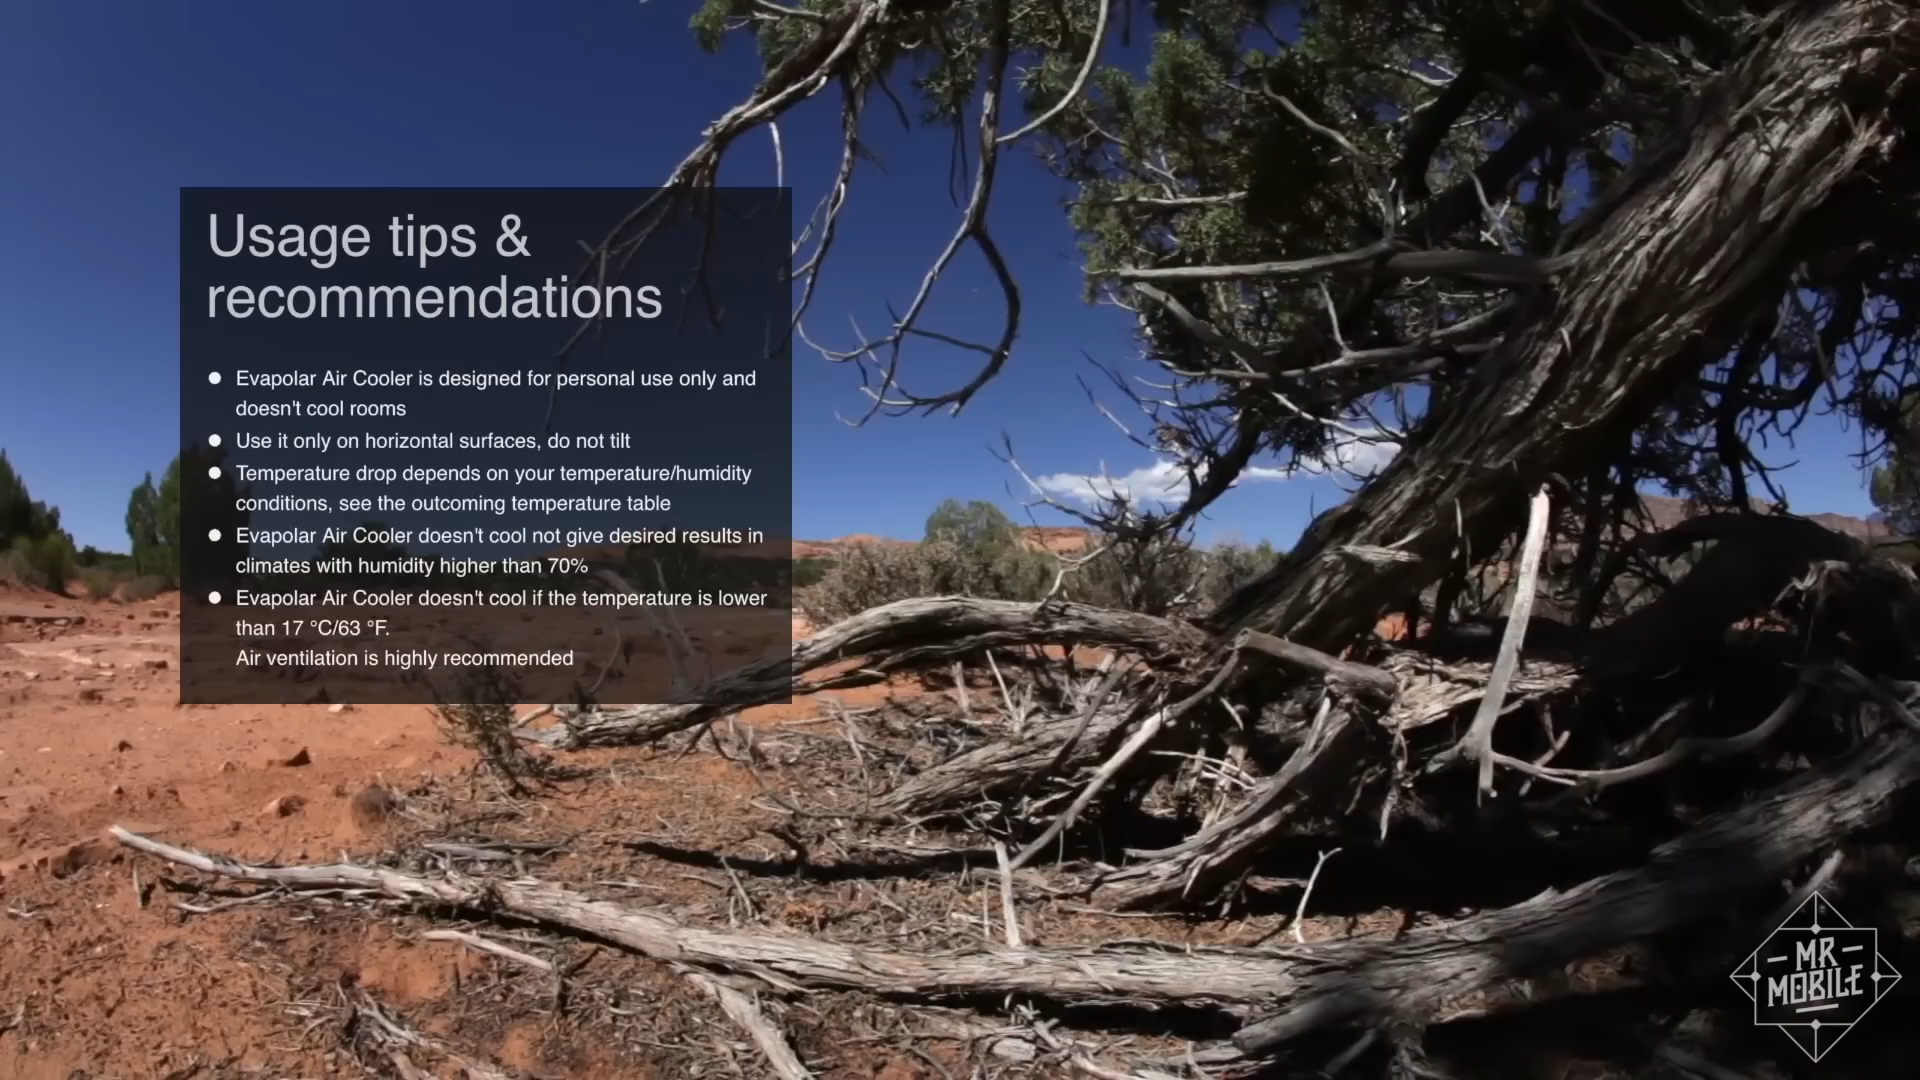 Usage tips &
recommendations
● Evapolar Air Cooler is designed for personal use only and
doesn't cool rooms
● Use it only on horizontal surfaces, do not tilt
● Temperature drop depends on your temperature/humidity
conditions, see the outcoming temperature table
● Evapolar Air Cooler doesn't cool not give desired results in
climates with humidity higher than 70%
● Evapolar Air Cooler doesn't cool if the temperature is lower
than 17 °C/63 °F.
Air ventilation is highly recommended
MR
MOBILE